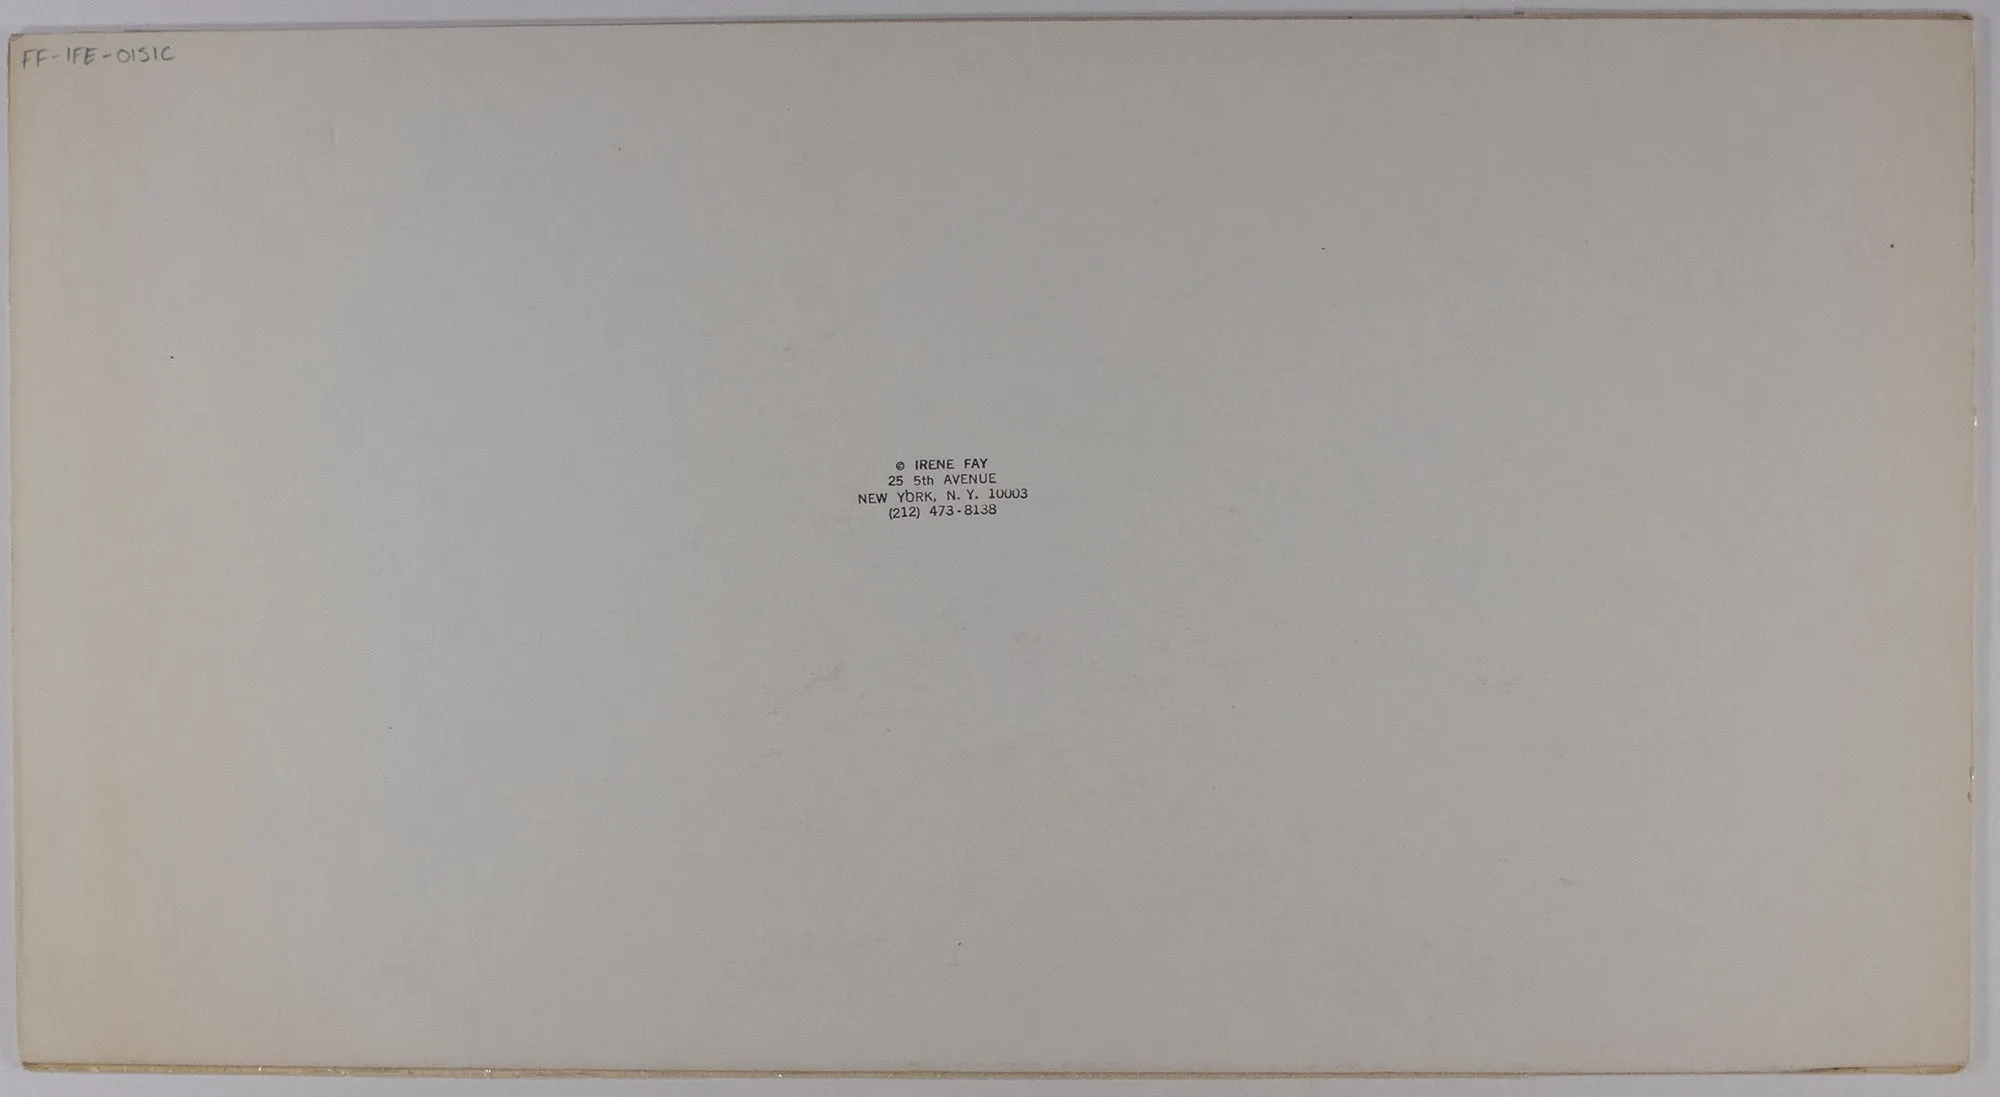 FF-IFE-0151C
© IRENE FAY
25 5th AVENUE
NEW YORK, N. Y. 10003
(212) 473-8138